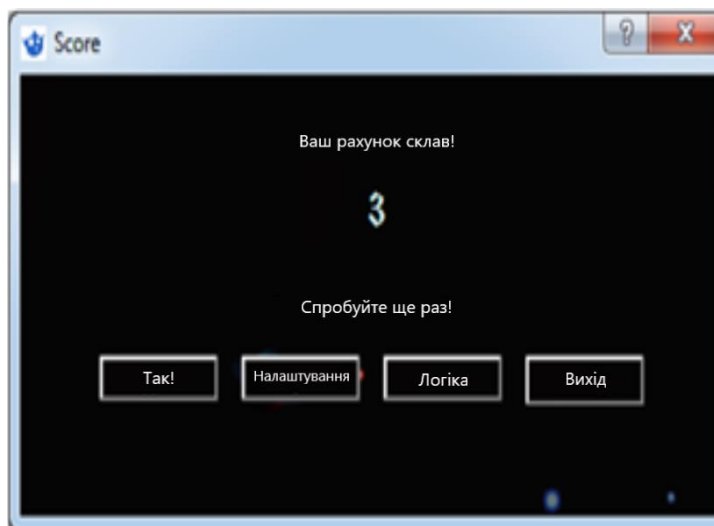 Score
Ваш рахунок склав!
3
Спробуйте ще раз!
Так! Налаштування Логіка Вихід